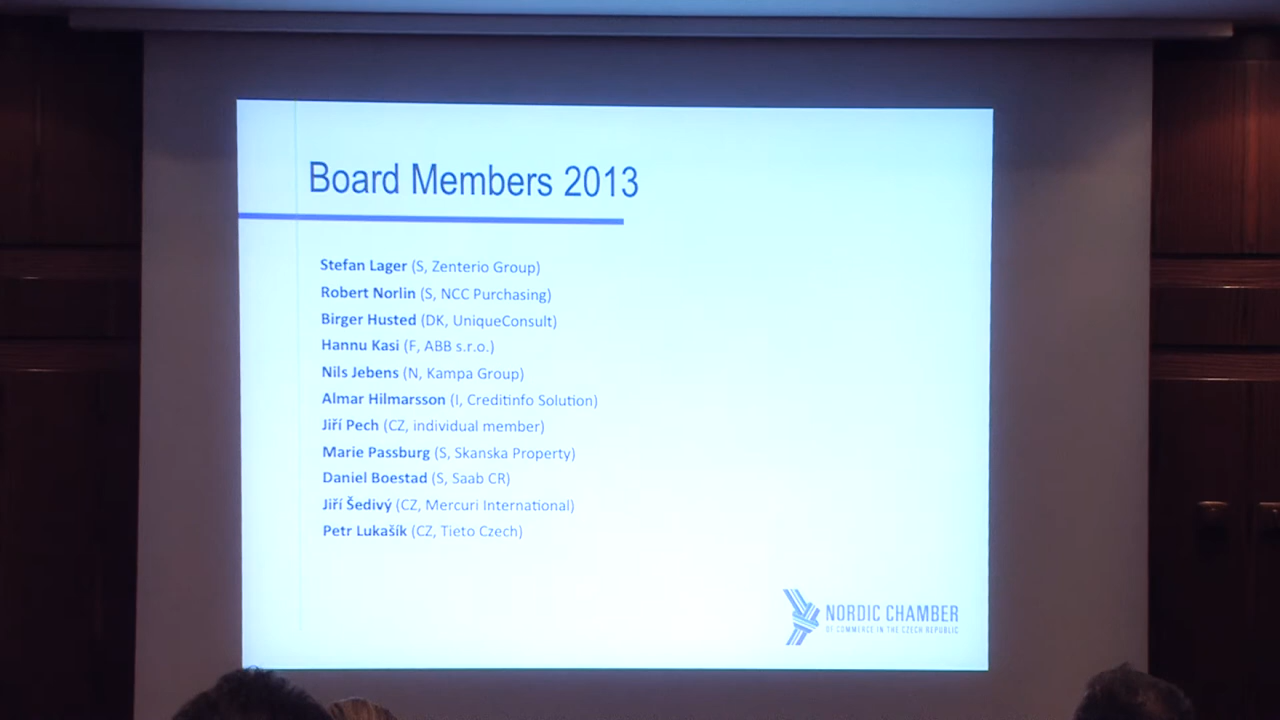 Board Members 2013
Stefan Lager (S, Zenterio Group)
Robert Norlin (S, NCC Purchasing)
Birger Husted (DK, UniqueConsult)
Hannu Kasi (F, ABB s.r.o.)
Nils Jebens (N, Kampa Group)
Almar Hilmarsson (I, Creditinfo Solution)
Jiří Pech (CZ, individual member)
Marie Passburg (S, Skanska Property)
Daniel Boestad (S, Saab CR)
Jiří Šedivý (CZ, Mercuri International)
Petr Lukašík (CZ, Tieto Czech)
NORDIC CHAMBER
OF COMMERCE IN THE CZECH REPUBLIC